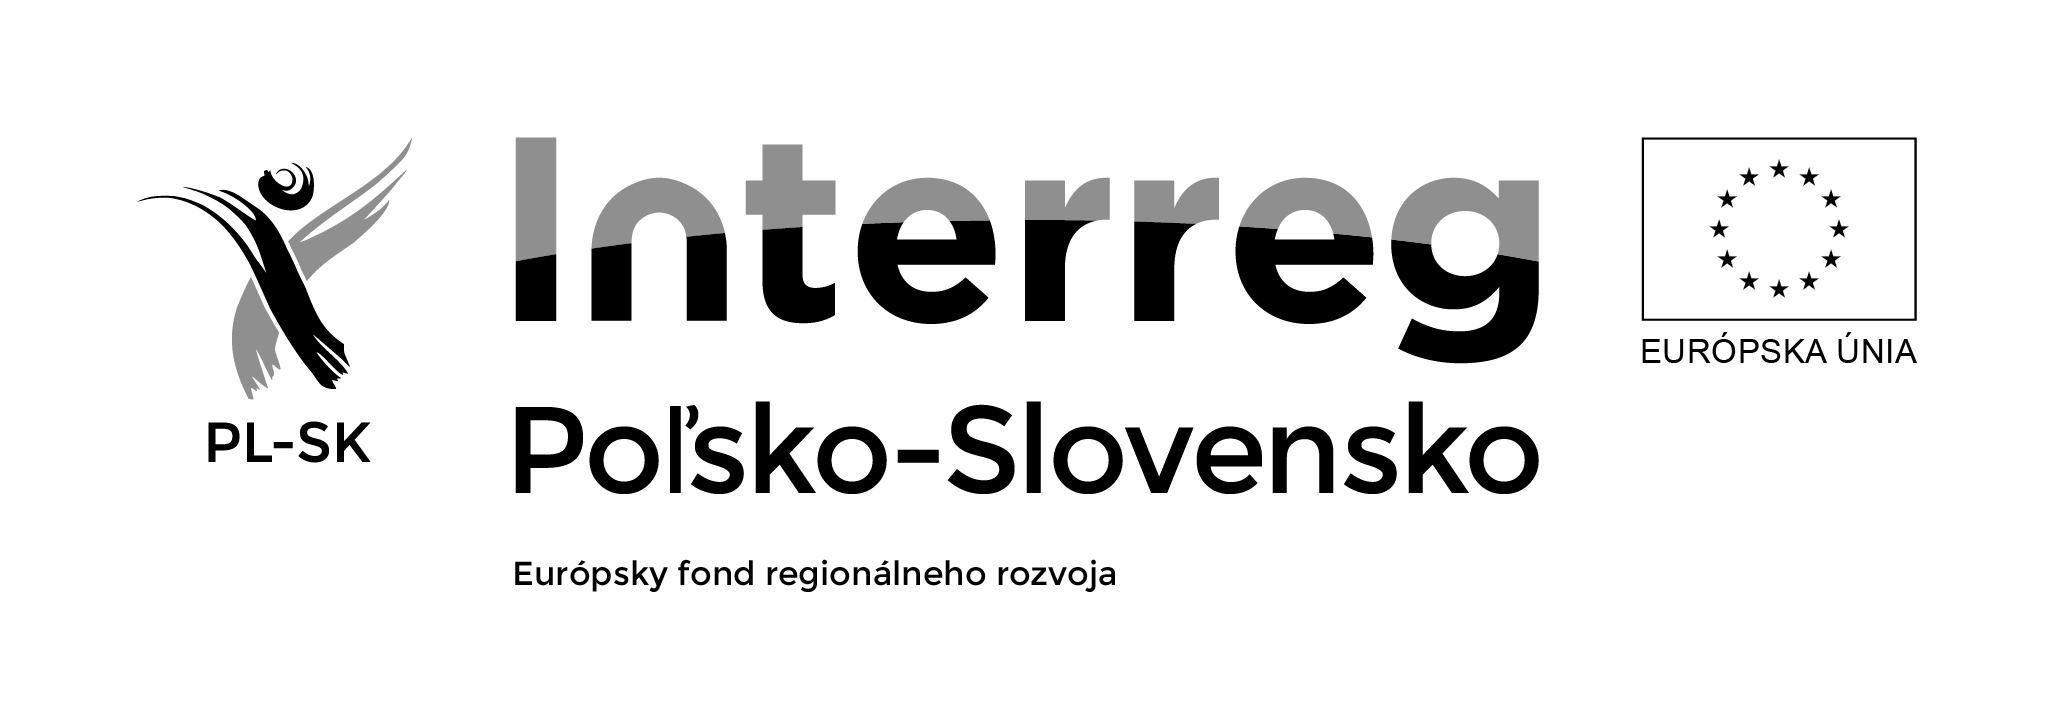 PL-SK
Interreg
Poľsko-Slovensko
Európsky fond regionálneho rozvoja
EURÓPSKA ÚNIA